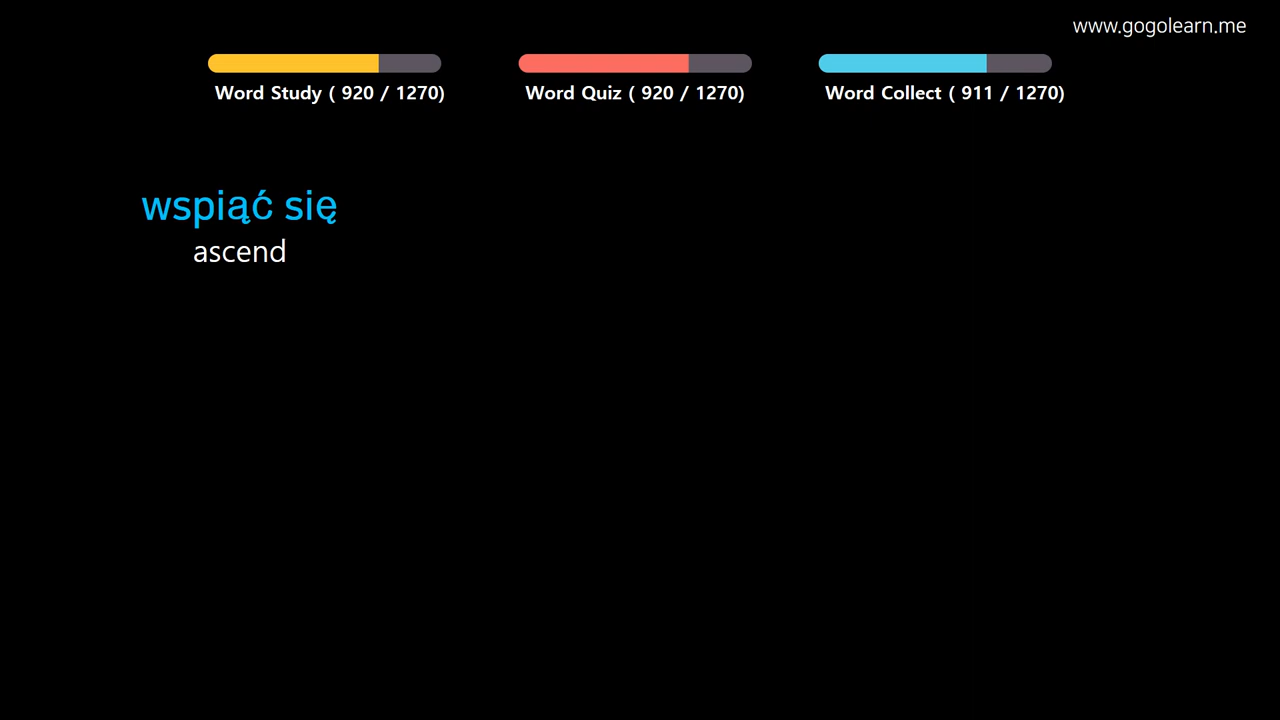 www.gogolearn.me
Word Study ( 920 / 1270)
Word Quiz ( 920 / 1270)
Word Collect ( 911 / 1270)
wspiąć się
ascend